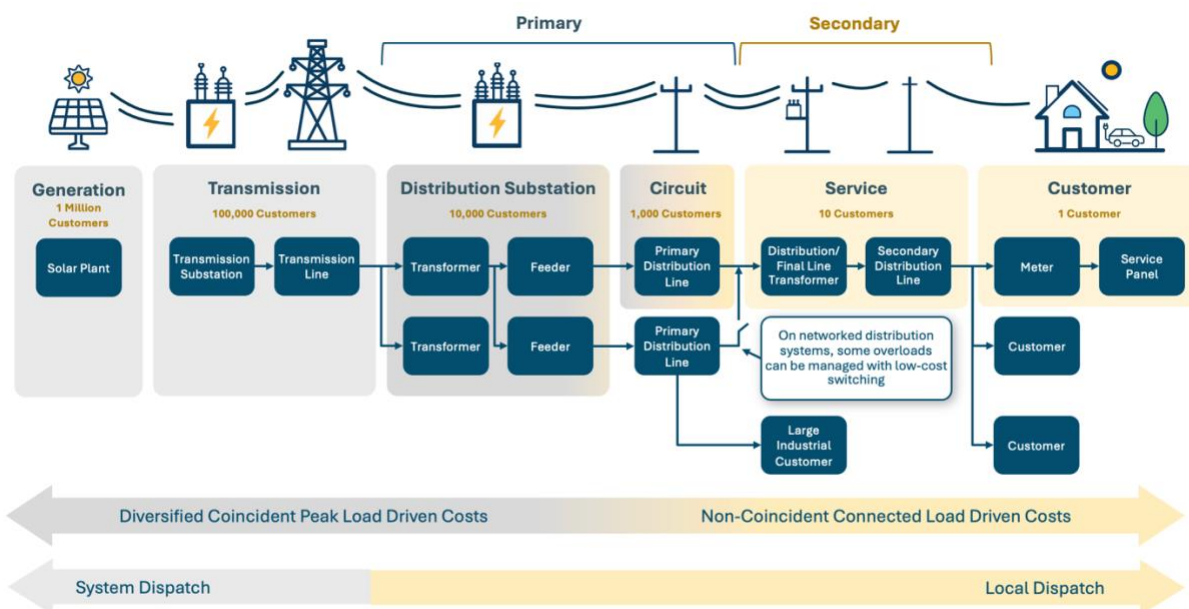 Primary
Secondary
Generation
1 Million
Customers
Solar Plant
Transmission
100,000 Customers
Transmission
Substation
Transmission
Line
Distribution Substation
10,000 Customers
Transformer
Feeder
Transformer
Feeder
Circuit
1,000 Customers
Primary
Distribution
Line
Primary
Distribution
Line
Service
10 Customers
Distribution/
Final Line
Transformer
Secondary
Distribution
Line
On networked distribution
systems, some overloads
can be managed with low-cost
switching
Large
Industrial
Customer
Customer
1 Customer
Meter
Service
Panel
Customer
Customer
Diversified Coincident Peak Load Driven Costs
Non-Coincident Connected Load Driven Costs
System Dispatch
Local Dispatch